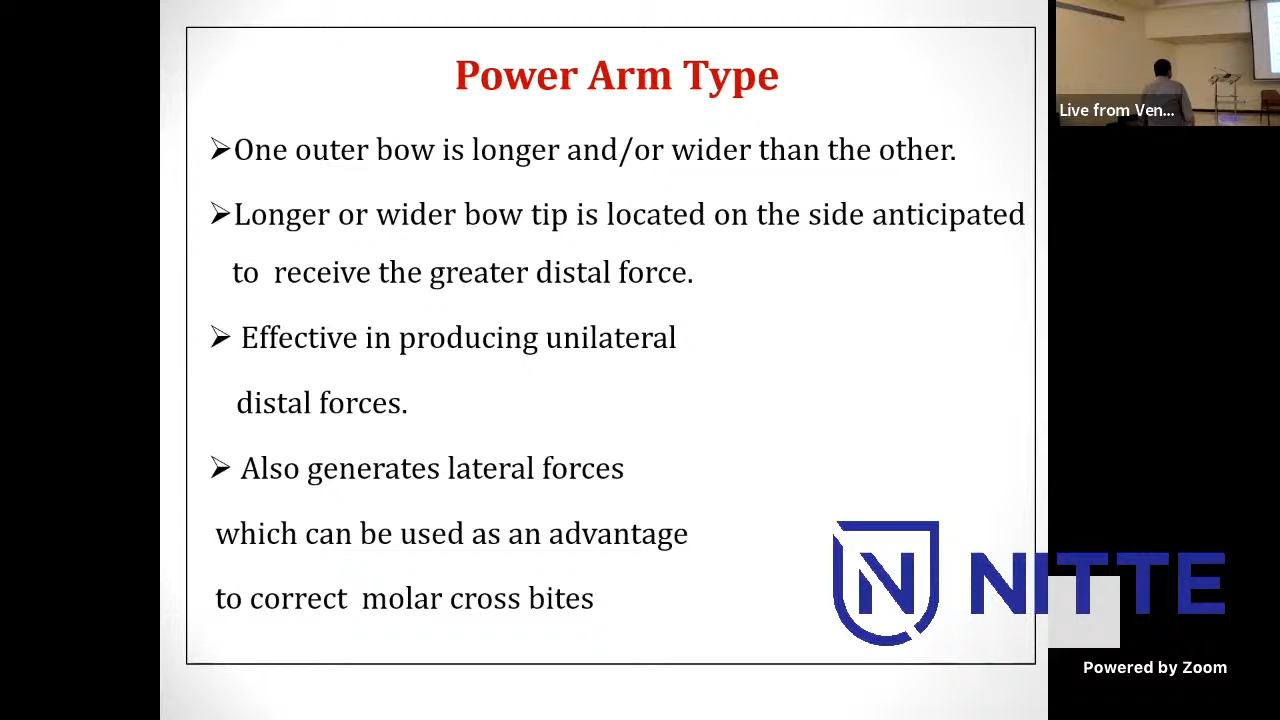 Power Arm Type
➢One outer bow is longer and/or wider than the other.
➢Longer or wider bow tip is located on the side anticipated
to receive the greater distal force.
➢ Effective in producing unilateral
distal forces.
➢ Also generates lateral forces
which can be used as an advantage
to correct molar cross bites
Live from Ven...
N NITTE
Powered by Zoom